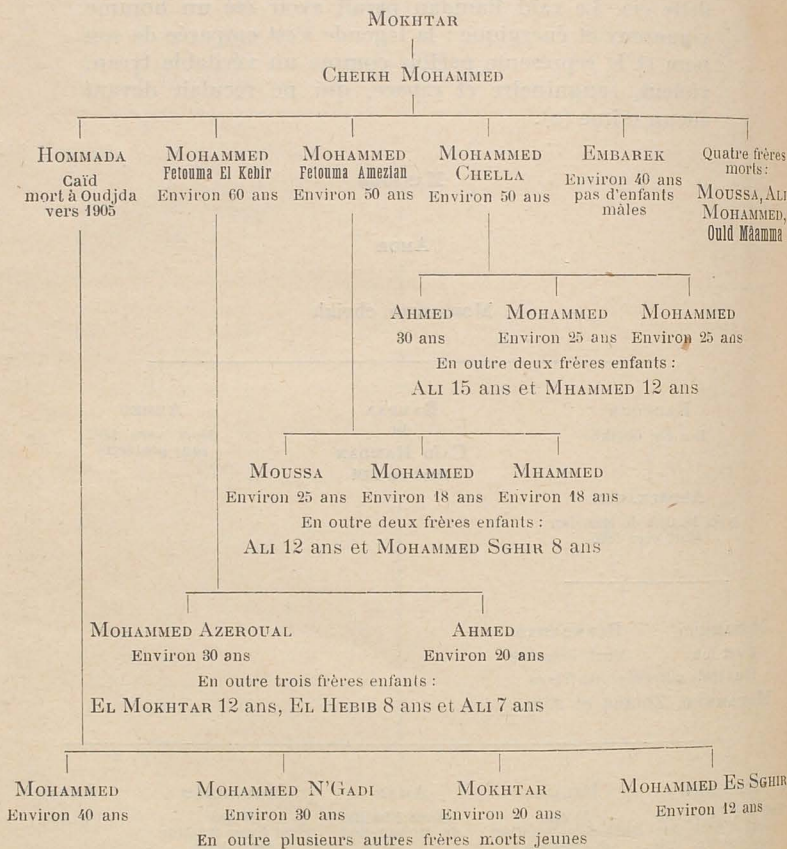 MOKHTAR
CHEIKH MOHAMMED
HOMMADA
Caïd
mort à Oudjda
vers 1905
MOHAMMED
Fetouma El Kebir
Environ 60 ans
MOHAMMED
Fetouma Amezian
Environ 50 ans
MOHAMMED
CHELLA
Environ 50 ans
EMBAREK
Environ 40 ans
pas d'enfants
mâles
Quatre frères
morts:
MOUSSA, ALI
MOHAMMED,
Ould Mâamma
AHMED
30 ans
MOHAMMED
Environ 25 ans
MOHAMMED
Environ 25 ans
En outre deux frères enfants :
ALI 15 ans et MHAMMED 12 ans
MOUSSA
Environ 25 ans
MOHAMMED
Environ 18 ans
MHAMMED
Environ 18 ans
En outre deux frères enfants :
ALI 12 ans et MOHAMMED SGHIR 8 ans
MOHAMMED AZEROUAL
Environ 30 ans
AHMED
Environ 20 ans
En outre trois frères enfants :
EL MOKHTAR 12 ans, EL HEBIB 8 ans et ALI 7 ans
MOHAMMED
Environ 40 ans
MOHAMMED N'GADI
Environ 30 ans
MOKHTAR
Environ 20 ans
MOHAMMED ES SGHIR
Environ 12 ans
En outre plusieurs autres frères morts jeunes